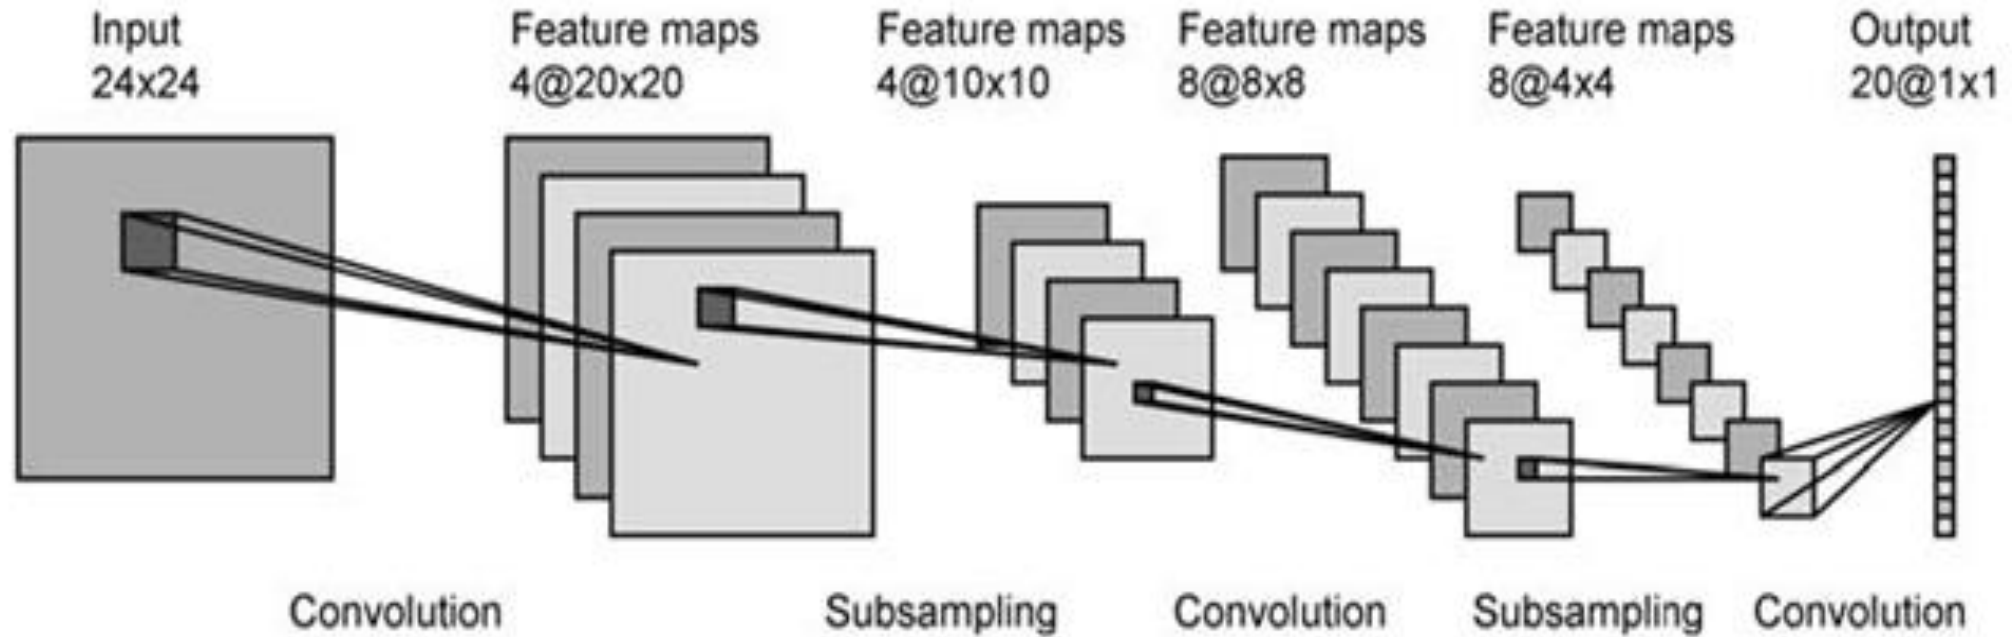 Input
24x24
Feature maps
4@20x20
Feature maps
4@10x10
Feature maps
8@8x8
Feature maps
8@4x4
Output
20@1x1
Convolution
Subsampling
Convolution
Subsampling
Convolution